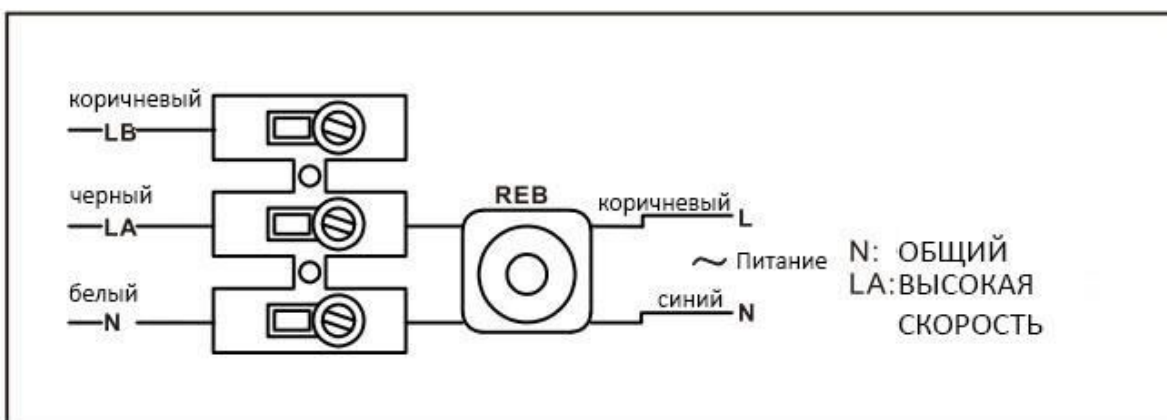 коричневый
LB
черный
LA
белый
N
REB
коричневый
L
~ Питание
синий
N
N: ОБЩИЙ
LA: ВЫСОКАЯ
СКОРОСТЬ